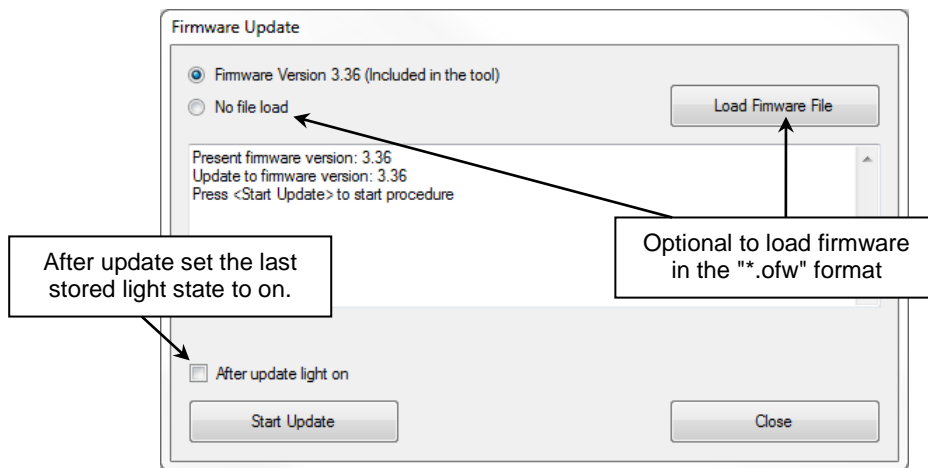 Firmware Update
Firmware Version 3.36 (Included in the tool)
No file load
Load Fimware File
Present firmware version: 3.36
Update to firmware version: 3.36
Press <Start Update> to start procedure
Optional to load firmware
in the "*.ofw" format
After update set the last
stored light state to on.
After update light on
Start Update
Close